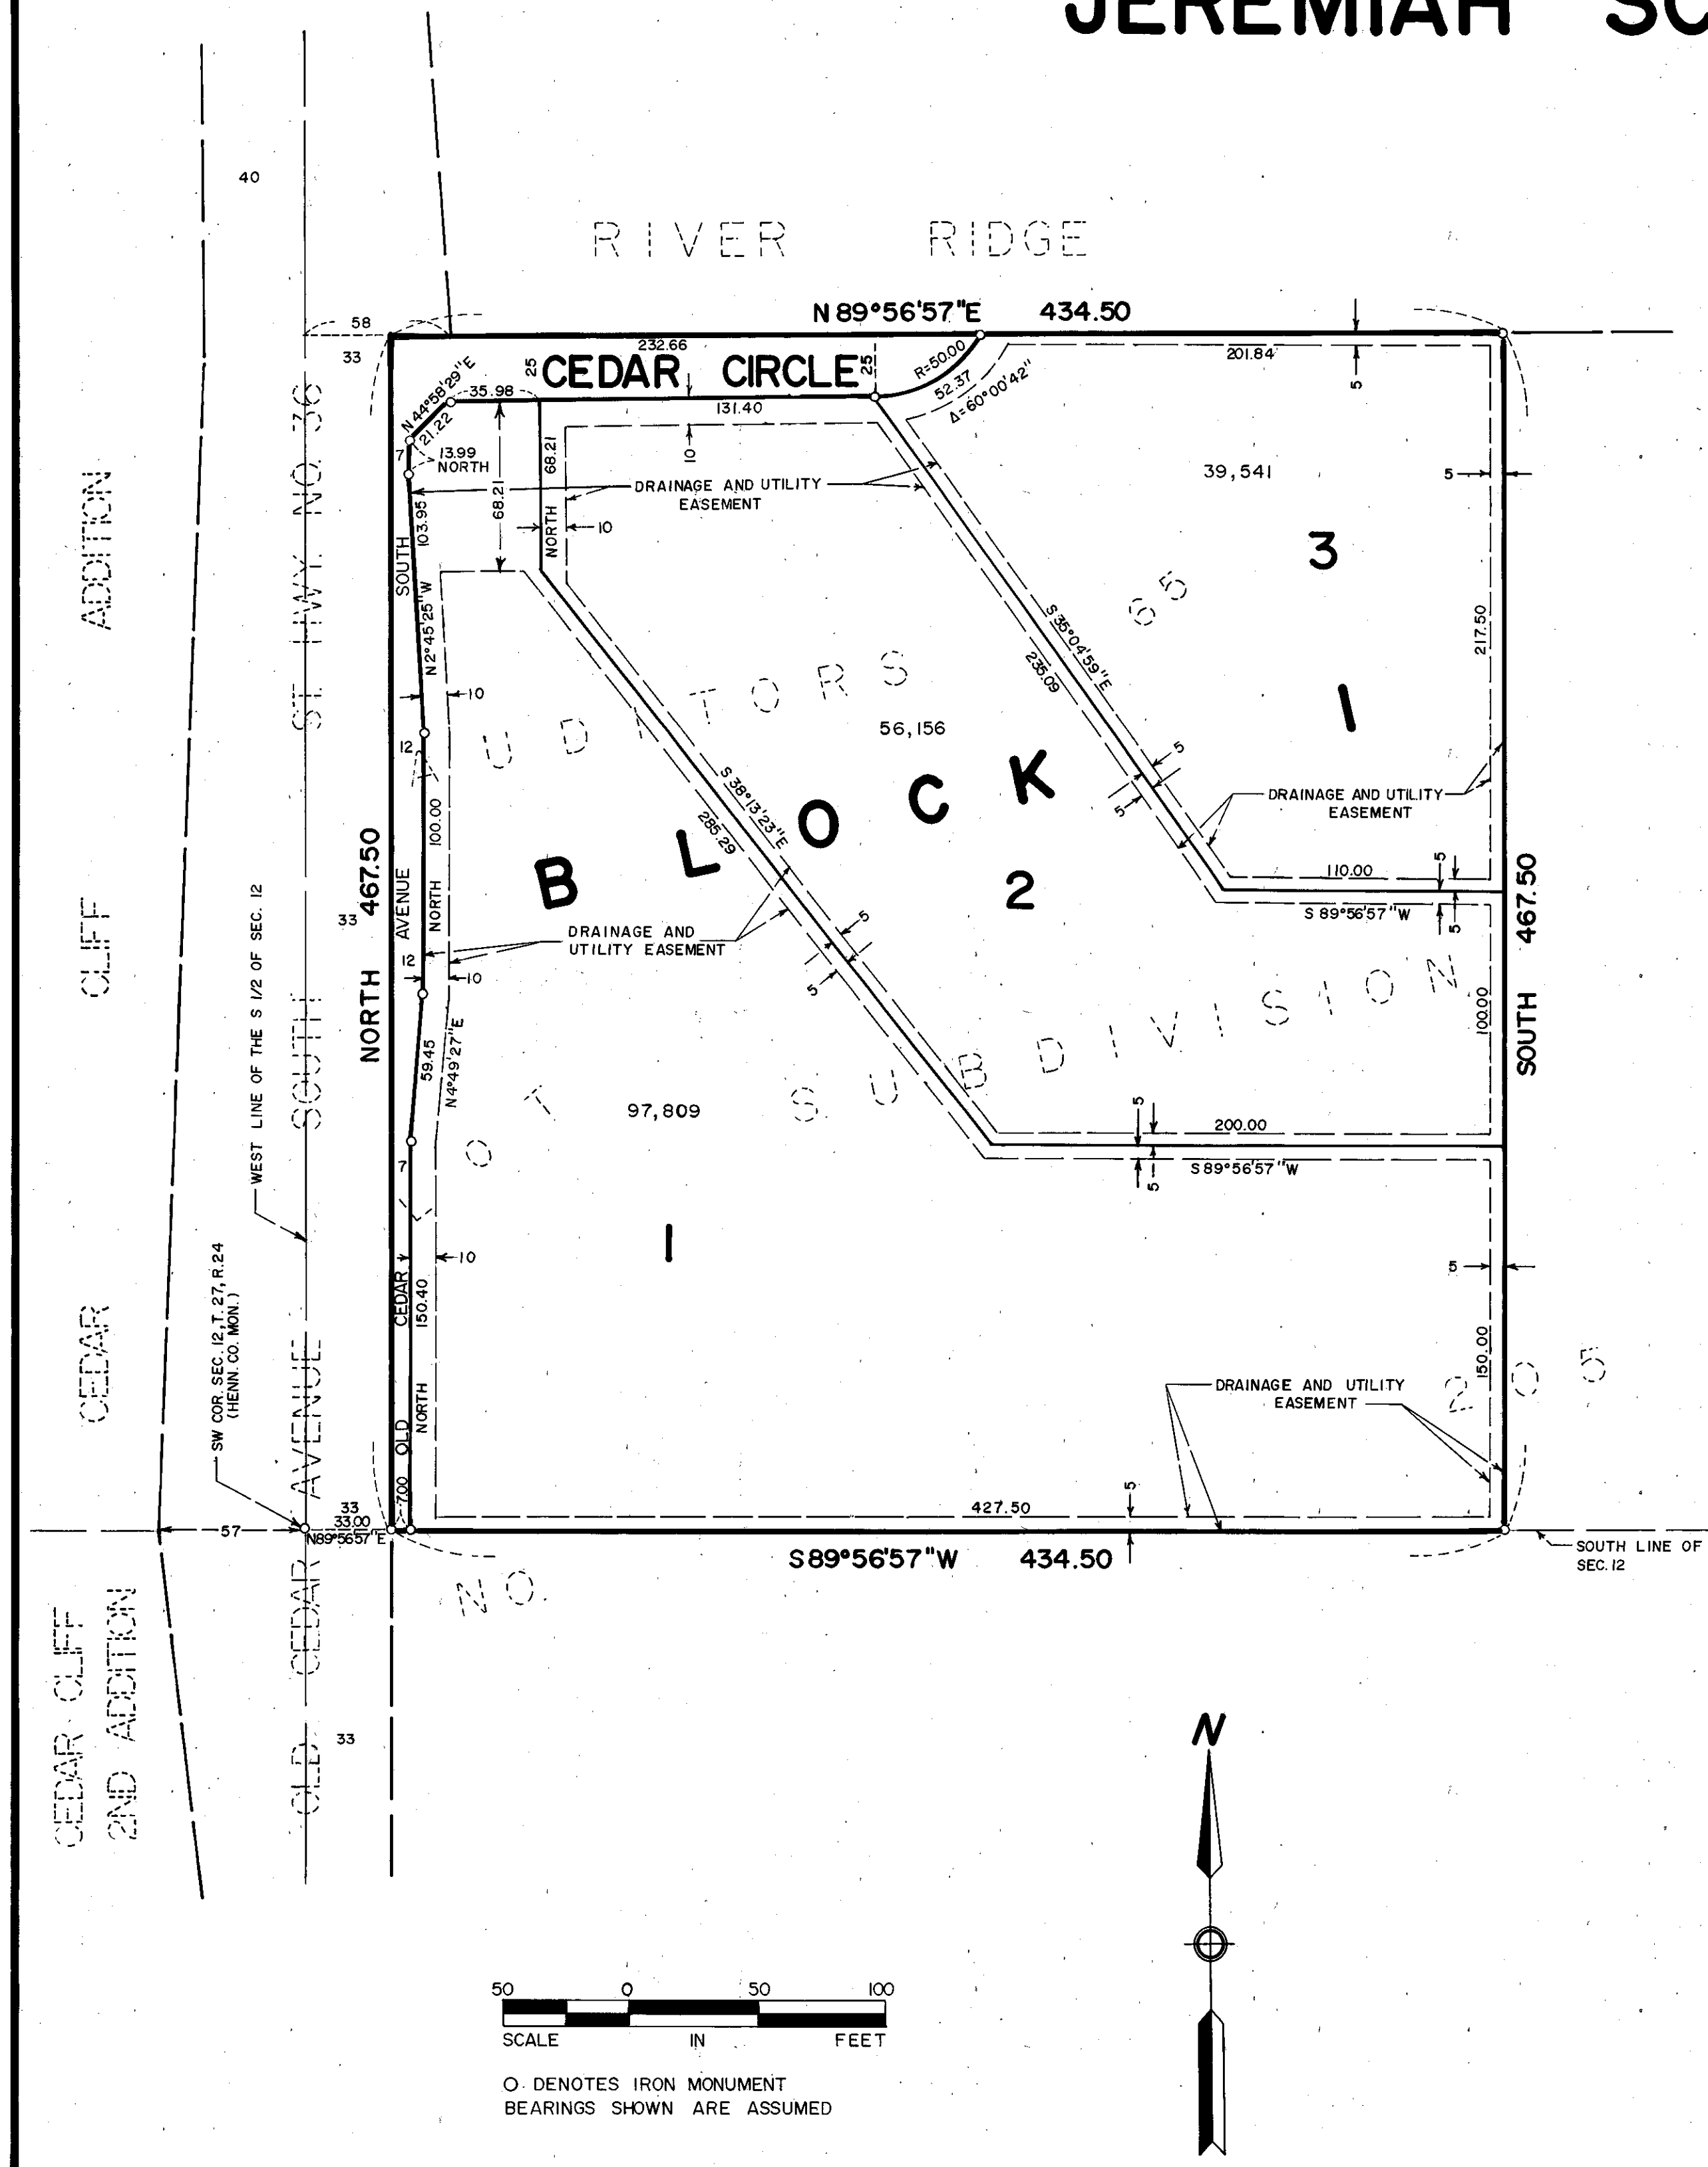 JEREMIAH SC
40
RIVER RIDGE
N 89°56'57"E 434.50
58
33
232.66
25
CEDAR CIRCLE
25
R=50.00
52.37
Δ=60°00'42"
201.84
5
N 44°58'29"E
21.22
35.98
131.40
10
7
13.99
NORTH
68.21
68.21
NORTH
10
DRAINAGE AND UTILITY
EASEMENT
39,541
5
3
ST. HWY. NO. 36
ADDITION
SOUTH
103.95
N 2°45'25"W
10
65
S 35°04'59"E
235.09
217.50
AUDITORS
56,156
1
12
BLOCK
2
S 38°13'23"E
285.29
5
5
DRAINAGE AND UTILITY
EASEMENT
NORTH 467.50
33
AVENUE
100.00
NORTH
12
10
DRAINAGE AND
UTILITY EASEMENT
5
5
110.00
5
S 89°56'57"W
5
SOUTH 467.50
100.00
CLIFF
WEST LINE OF THE S 1/2 OF SEC. 12
SOUTH
59.45
N 4°49'27"E
SUBDIVISION
97,809
LOT
7
200.00
5
S 89°56'57"W
5
1
10
5
CEDAR
SW COR. SEC. 12, T. 27, R. 24
(HENN. CO. MON.)
CEDAR
150.40
NORTH
OLD
7.00
150.00
205
DRAINAGE AND UTILITY
EASEMENT
AVENUE
33
33.00
57
N89°56'57"E
427.50
5
S 89°56'57"W 434.50
SOUTH LINE OF
SEC. 12
NO.
CEDAR CLIFF
2ND ADDITION
OLD CEDAR
33
N
50 0 50 100
SCALE IN FEET
O DENOTES IRON MONUMENT
BEARINGS SHOWN ARE ASSUMED